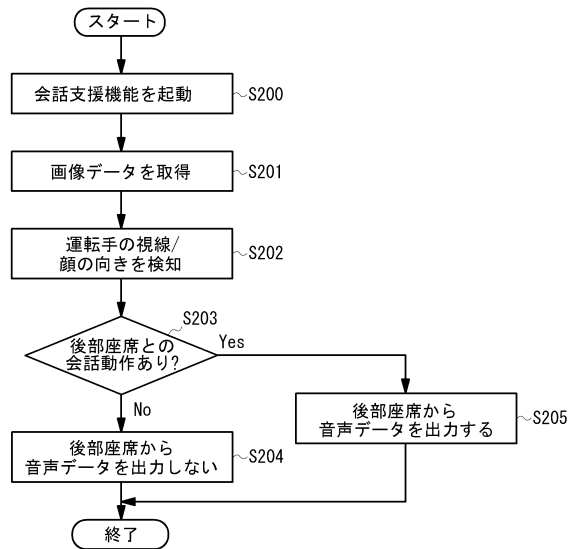 スタート
会話支援機能を起動
S200
画像データを取得
S201
運転手の視線/
顔の向きを検知
S202
S203
後部座席との
会話動作あり?
Yes
No
後部座席から
音声データを出力する
S205
後部座席から
音声データを出力しない
S204
終了